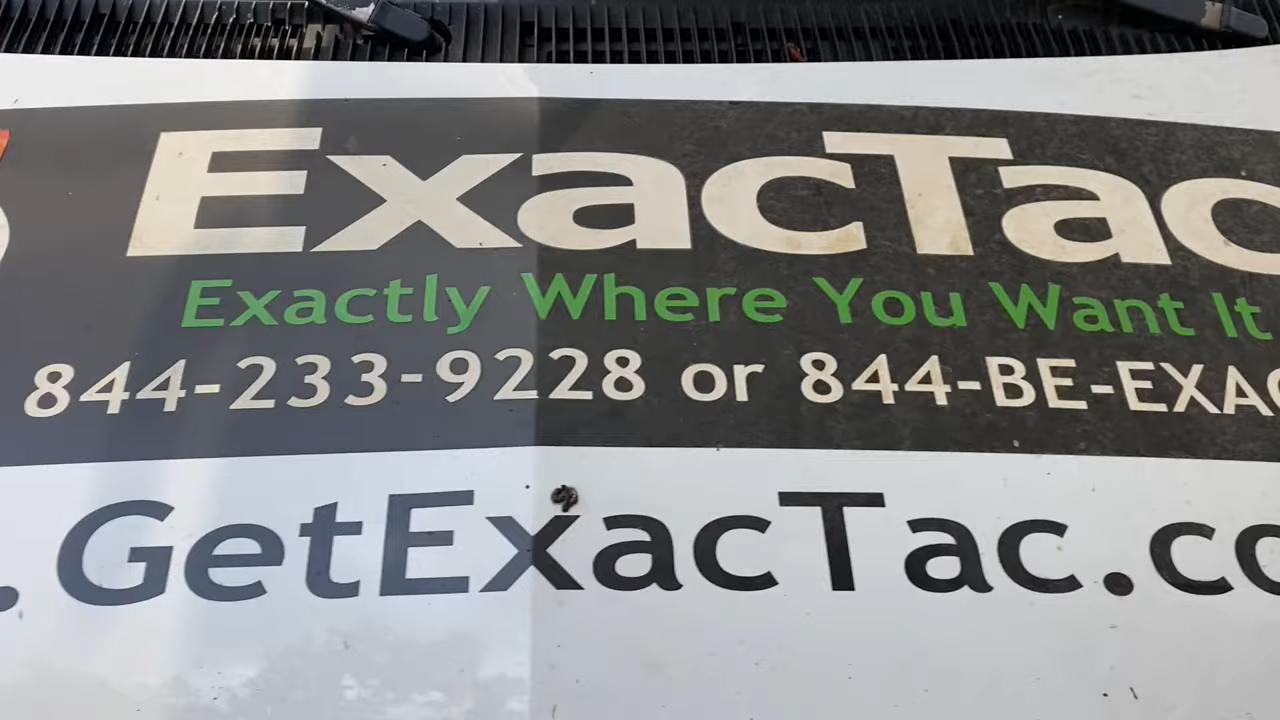 ExacTac
Exactly Where You Want It
844-233-9228 or 844-BE-EXAC
.GetExacTac.co